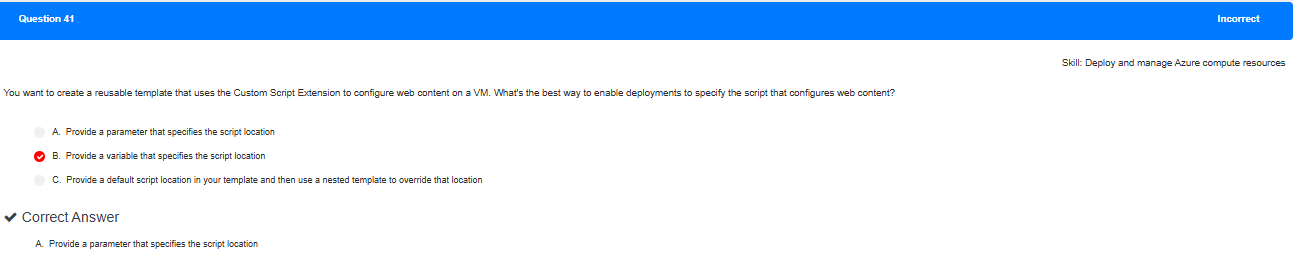 Question 41
Incorrect
Skill: Deploy and manage Azure compute resources
You want to create a reusable template that uses the Custom Script Extension to configure web content on a VM. What's the best way to enable deployments to specify the script that configures web content?
A. Provide a parameter that specifies the script location
B. Provide a variable that specifies the script location
C. Provide a default script location in your template and then use a nested template to override that location
Correct Answer
A. Provide a parameter that specifies the script location